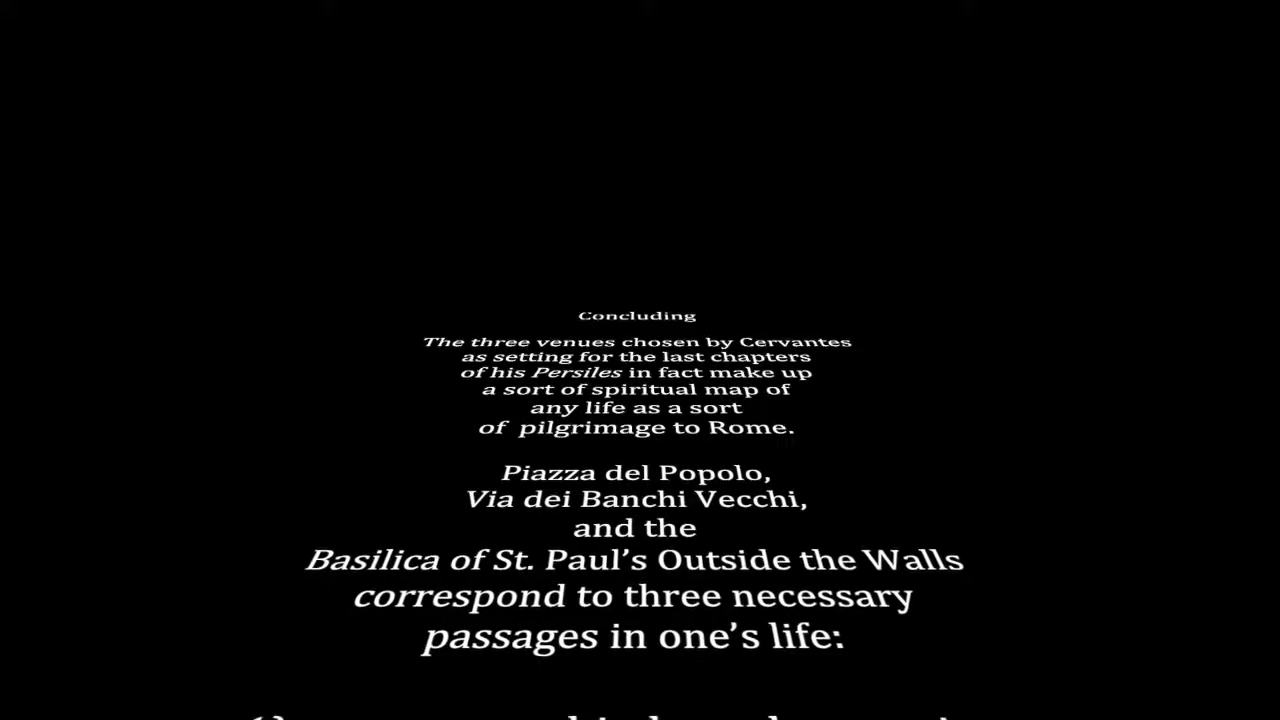 Concluding
The three venues chosen by Cervantes
as setting for the last chapters
of his Persiles in fact make up
a sort of spiritual map of
any life as a sort
of pilgrimage to Rome.
Piazza del Popolo,
Via dei Banchi Vecchi,
and the
Basilica of St. Paul’s Outside the Walls
correspond to three necessary
passages in one’s life: